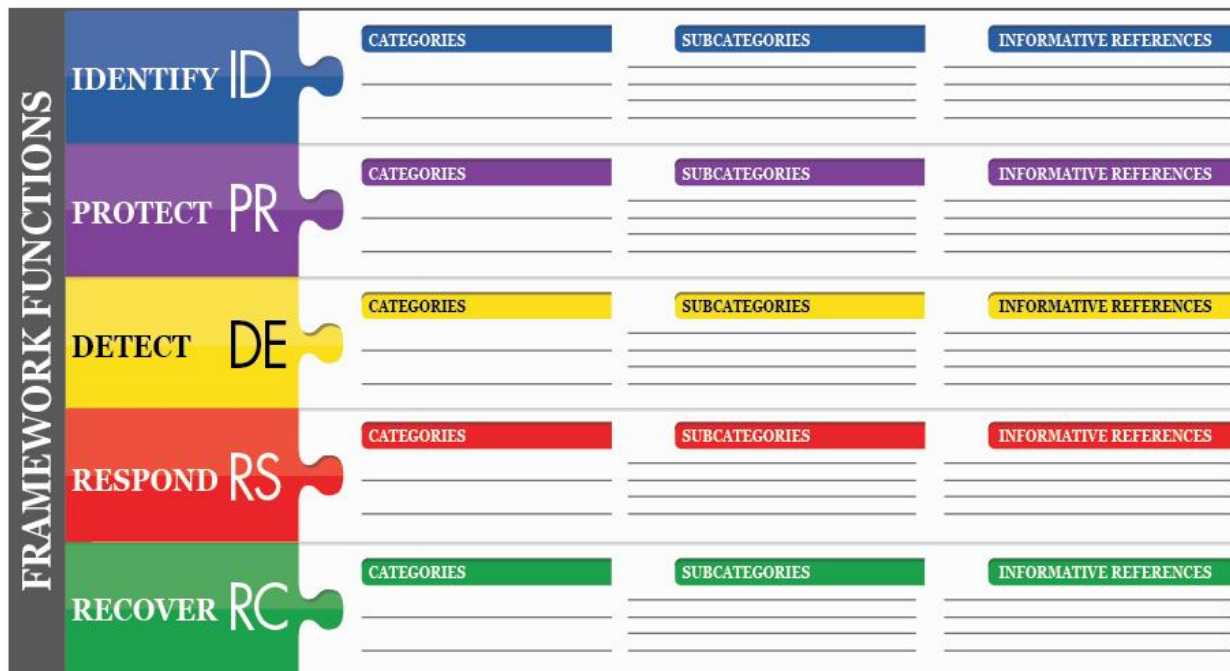 FRAMEWORK FUNCTIONS
IDENTIFY ID
CATEGORIES
SUBCATEGORIES
INFORMATIVE REFERENCES
PROTECT PR
CATEGORIES
SUBCATEGORIES
INFORMATIVE REFERENCES
DETECT DE
CATEGORIES
SUBCATEGORIES
INFORMATIVE REFERENCES
RESPOND RS
CATEGORIES
SUBCATEGORIES
INFORMATIVE REFERENCES
RECOVER RC
CATEGORIES
SUBCATEGORIES
INFORMATIVE REFERENCES